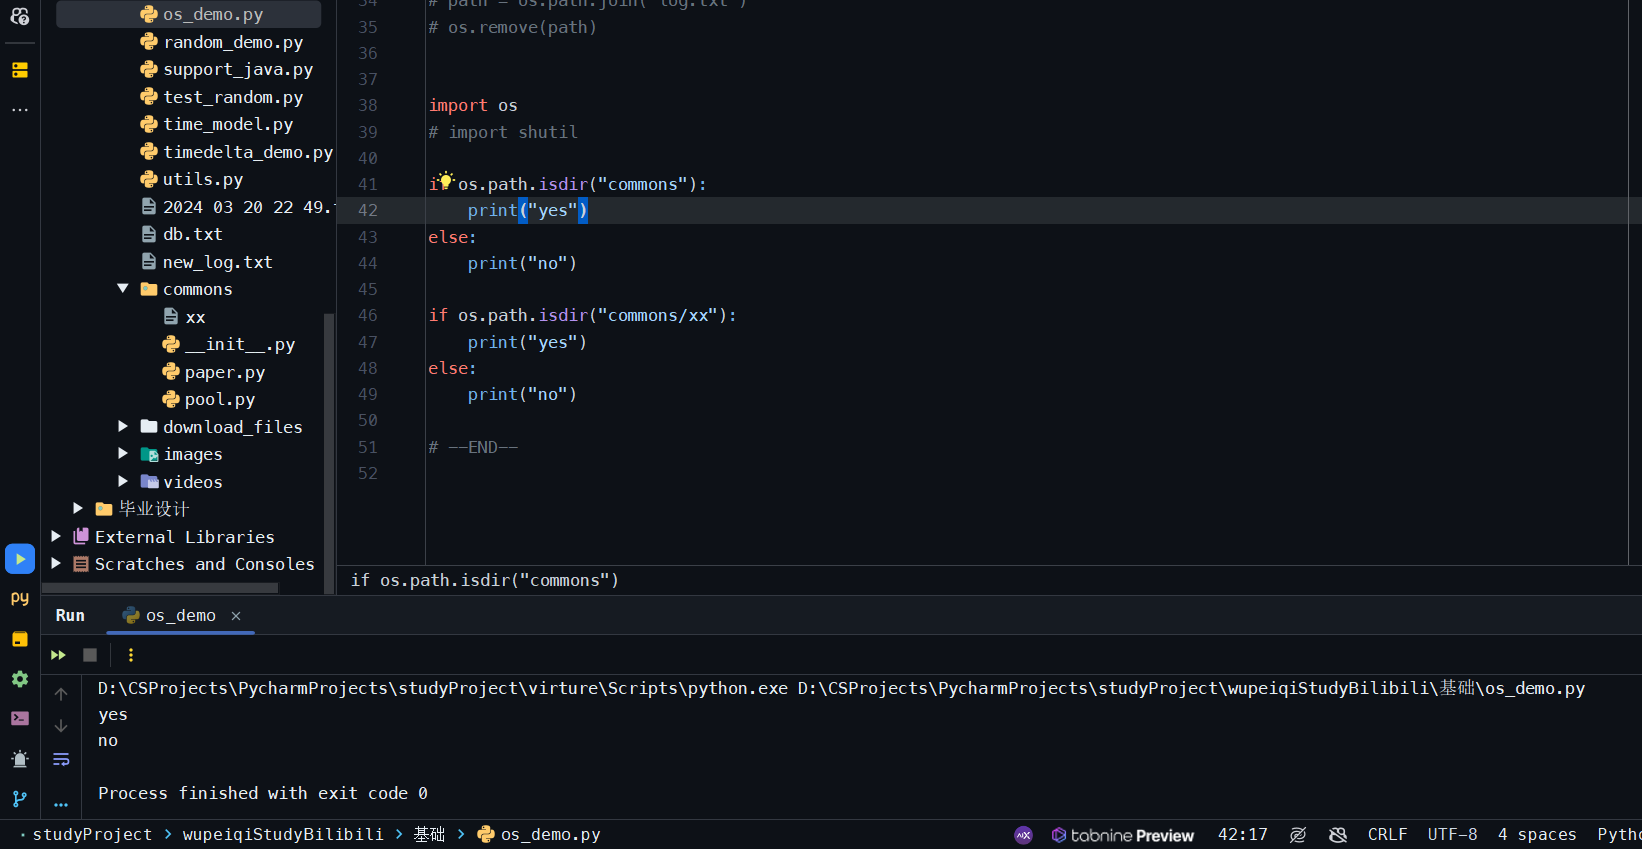 os_demo.py
random_demo.py
support_java.py
test_random.py
time_model.py
timedelta_demo.py
utils.py
2024 03 20 22 49.
db.txt
new_log.txt
commons
xx
__init__.py
paper.py
pool.py
download_files
images
videos
毕业设计
External Libraries
Scratches and Consoles
34 # path = os.path.join("log.txt")
35 # os.remove(path)
36
37
38 import os
39 # import shutil
40
41 if os.path.isdir("commons"):
42 print("yes")
43 else:
44 print("no")
45
46 if os.path.isdir("commons/xx"):
47 print("yes")
48 else:
49 print("no")
50
51 # --END--
52
if os.path.isdir("commons")
Run os_demo ×
D:\CSProjects\PycharmProjects\studyProject\virture\Scripts\python.exe D:\CSProjects\PycharmProjects\studyProject\wupeiqiStudyBilibili\基础\os_demo.py
yes
no
Process finished with exit code 0
studyProject > wupeiqiStudyBilibili > 基础 > os_demo.py
tabnine Preview 42:17 CRLF UTF-8 4 spaces Pytho